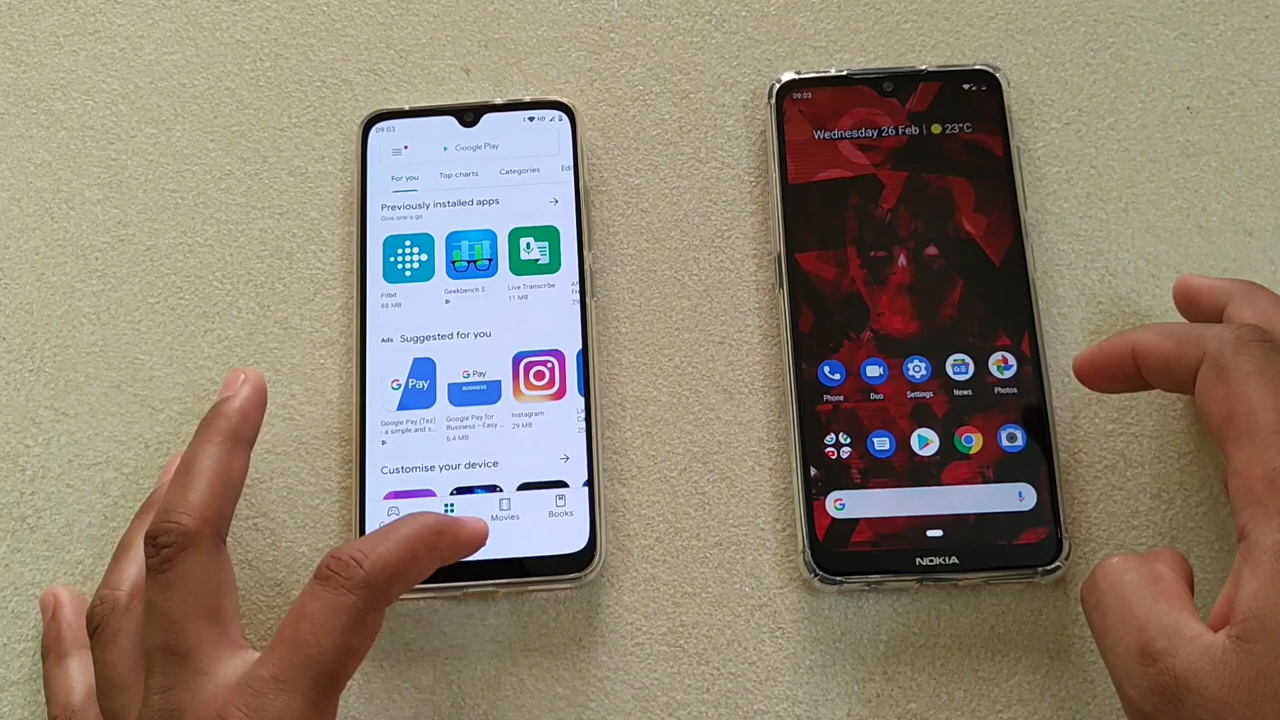 09:03
HD
Google Play
For you
Top charts
Categories
Previously installed apps
Give one a go
Fitbit
88 MB
Geekbench 5
Live Transcribe
11 MB
Ads Suggested for you
G Pay
G Pay
BUSINESS
Google Pay (Tez)
- a simple and s...
Google Pay for
Business - Easy ...
6.4 MB
Instagram
29 MB
Customise your device
Movies
Books
09:03
Wednesday 26 Feb | 23°C
Phone
Duo
Settings
News
Photos
NOKIA